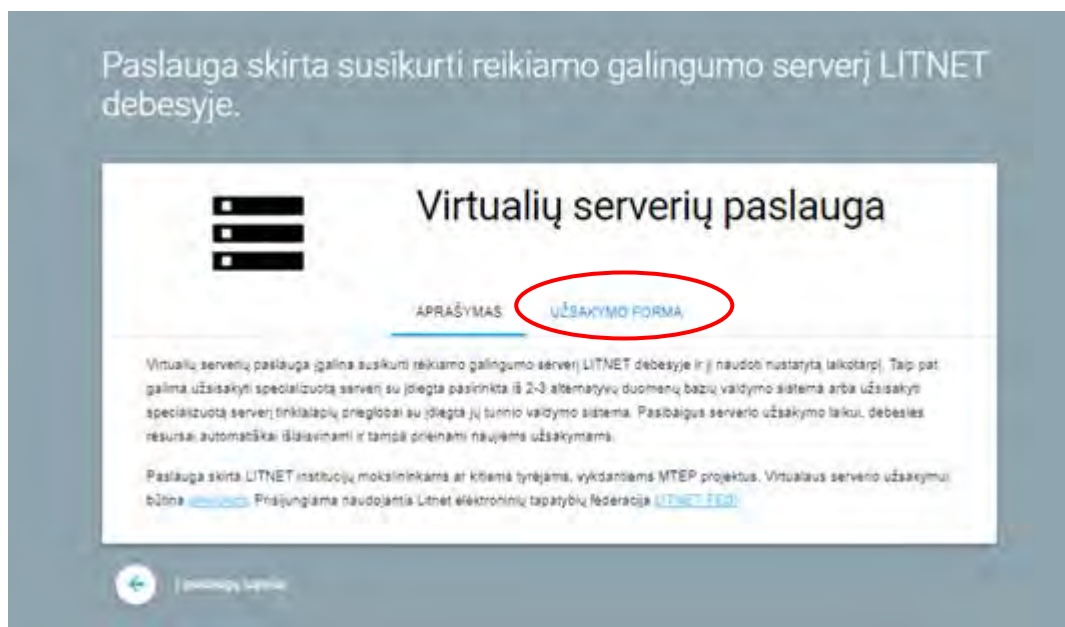 Paslauga skirta susikurti reikiamo galingumo serverį LITNET
debesyje.
Virtualių serverių paslauga
APRAŠYMAS UŽSAKYMO FORMA
Virtualių serverių paslauga įgalina susikurti reikiamo galingumo serverį LITNET debesyje ir jį naudoti nustatytą laikotarpį. Taip pat
galima užsisakyti specializuotą serverį su įdiegta pasirinkta iš 2-3 alternatyvų duomenų bazių valdymo sistema arba užsisakyti
specializuotą serverį tinklalapių prieglobai su įdiegta jų turinio valdymo sistema. Pasibaigus serverio užsakymo laikui, debesies
resursai automatiškai išlaisvinami ir tampa prieinami naujiems užsakymams.
Paslauga skirta LITNET institucijų mokslininkams ar kitiems tyrėjams, vykdantiems MTEP projektus. Virtualaus serverio užsakymui
būtina Prisijungiama naudojantis Litnet elektroninių tapatybių federacija LITNET FEDI